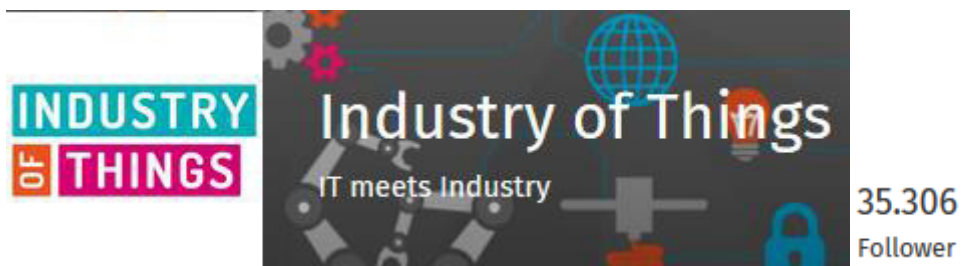 INDUSTRY
OF THINGS
Industry of Things
IT meets Industry
35.306
Follower